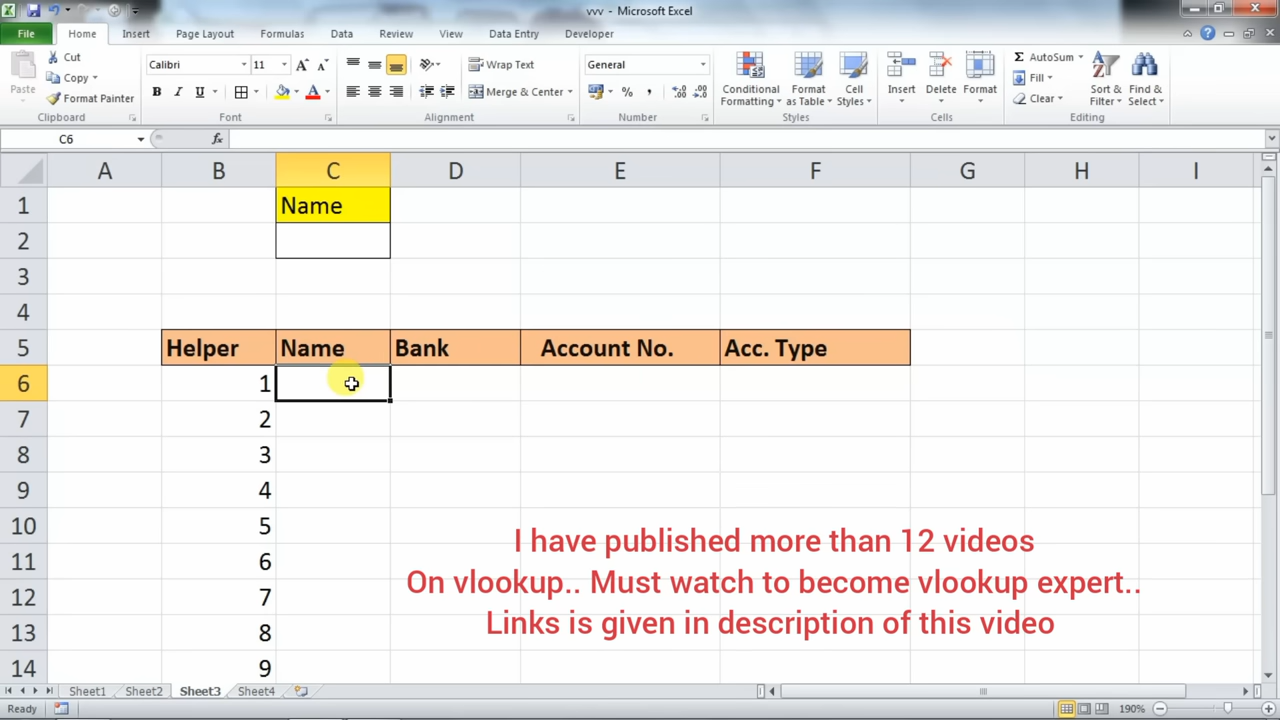 vvv - Microsoft Excel
File Home Insert Page Layout Formulas Data Review View Data Entry Developer
Paste
Cut
Copy
Format Painter
Clipboard
Calibri 11 A A
B I U A
Font
Wrap Text
Merge & Center
Alignment
General
% ,
Number
Conditional Formatting
Format as Table
Cell Styles
Styles
Insert Delete Format
Cells
Σ AutoSum
Fill
Clear
Sort & Filter
Find & Select
Editing
C6 fx
A B C D E F G H I
1 Name
2
3
4
5 Helper Name Bank Account No. Acc. Type
6 1
7 2
8 3
9 4
10 5
11 6
12 7
13 8
14 9
I have published more than 12 videos
On vlookup.. Must watch to become vlookup expert..
Links is given in description of this video
Sheet1 Sheet2 Sheet3 Sheet4
Ready 190%